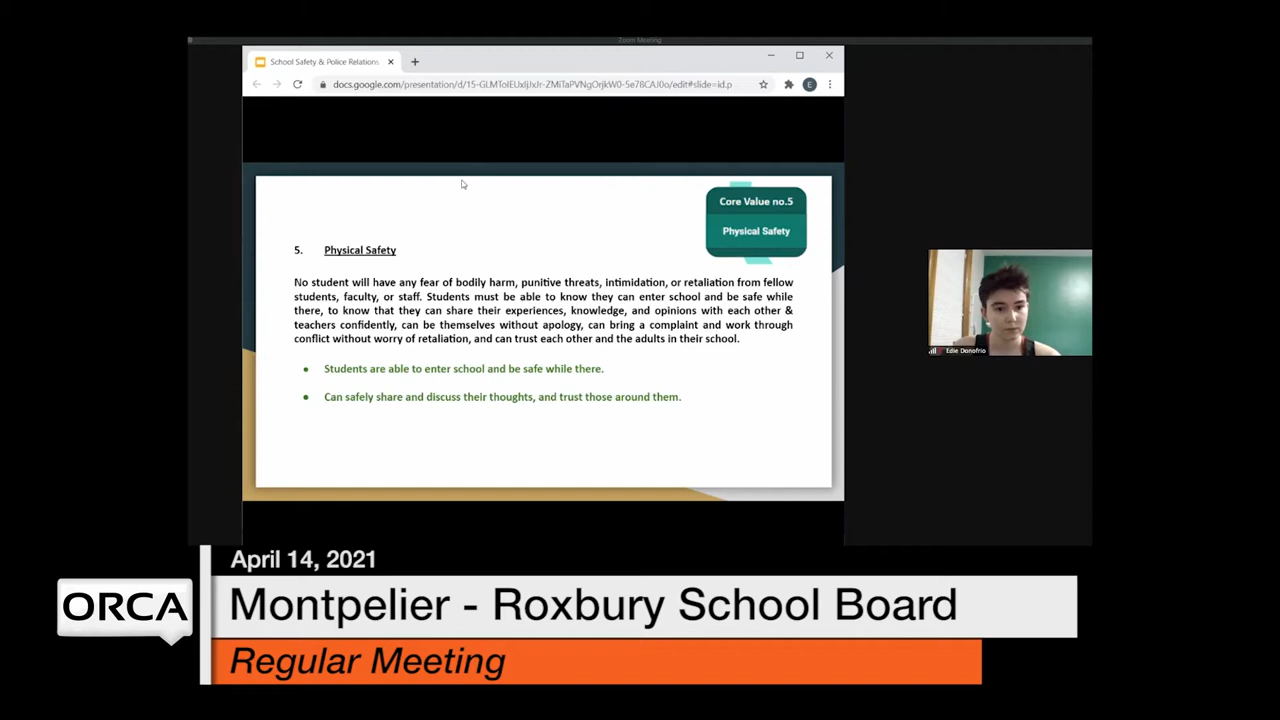 Zoom Meeting
School Safety & Police Relations
docs.google.com/presentation/d/15-GLMTolEUxIjJxJr-ZMiTaPVNgOrjkW0-5e78CAJ0o/edit#slide=id.p
E
Core Value no.5
Physical Safety
5. Physical Safety
No student will have any fear of bodily harm, punitive threats, intimidation, or retaliation from fellow
students, faculty, or staff. Students must be able to know they can enter school and be safe while
there, to know that they can share their experiences, knowledge, and opinions with each other &
teachers confidently, can be themselves without apology, can bring a complaint and work through
conflict without worry of retaliation, and can trust each other and the adults in their school.
● Students are able to enter school and be safe while there.
● Can safely share and discuss their thoughts, and trust those around them.
Edie Donofrio
April 14, 2021
ORCA
Montpelier - Roxbury School Board
Regular Meeting